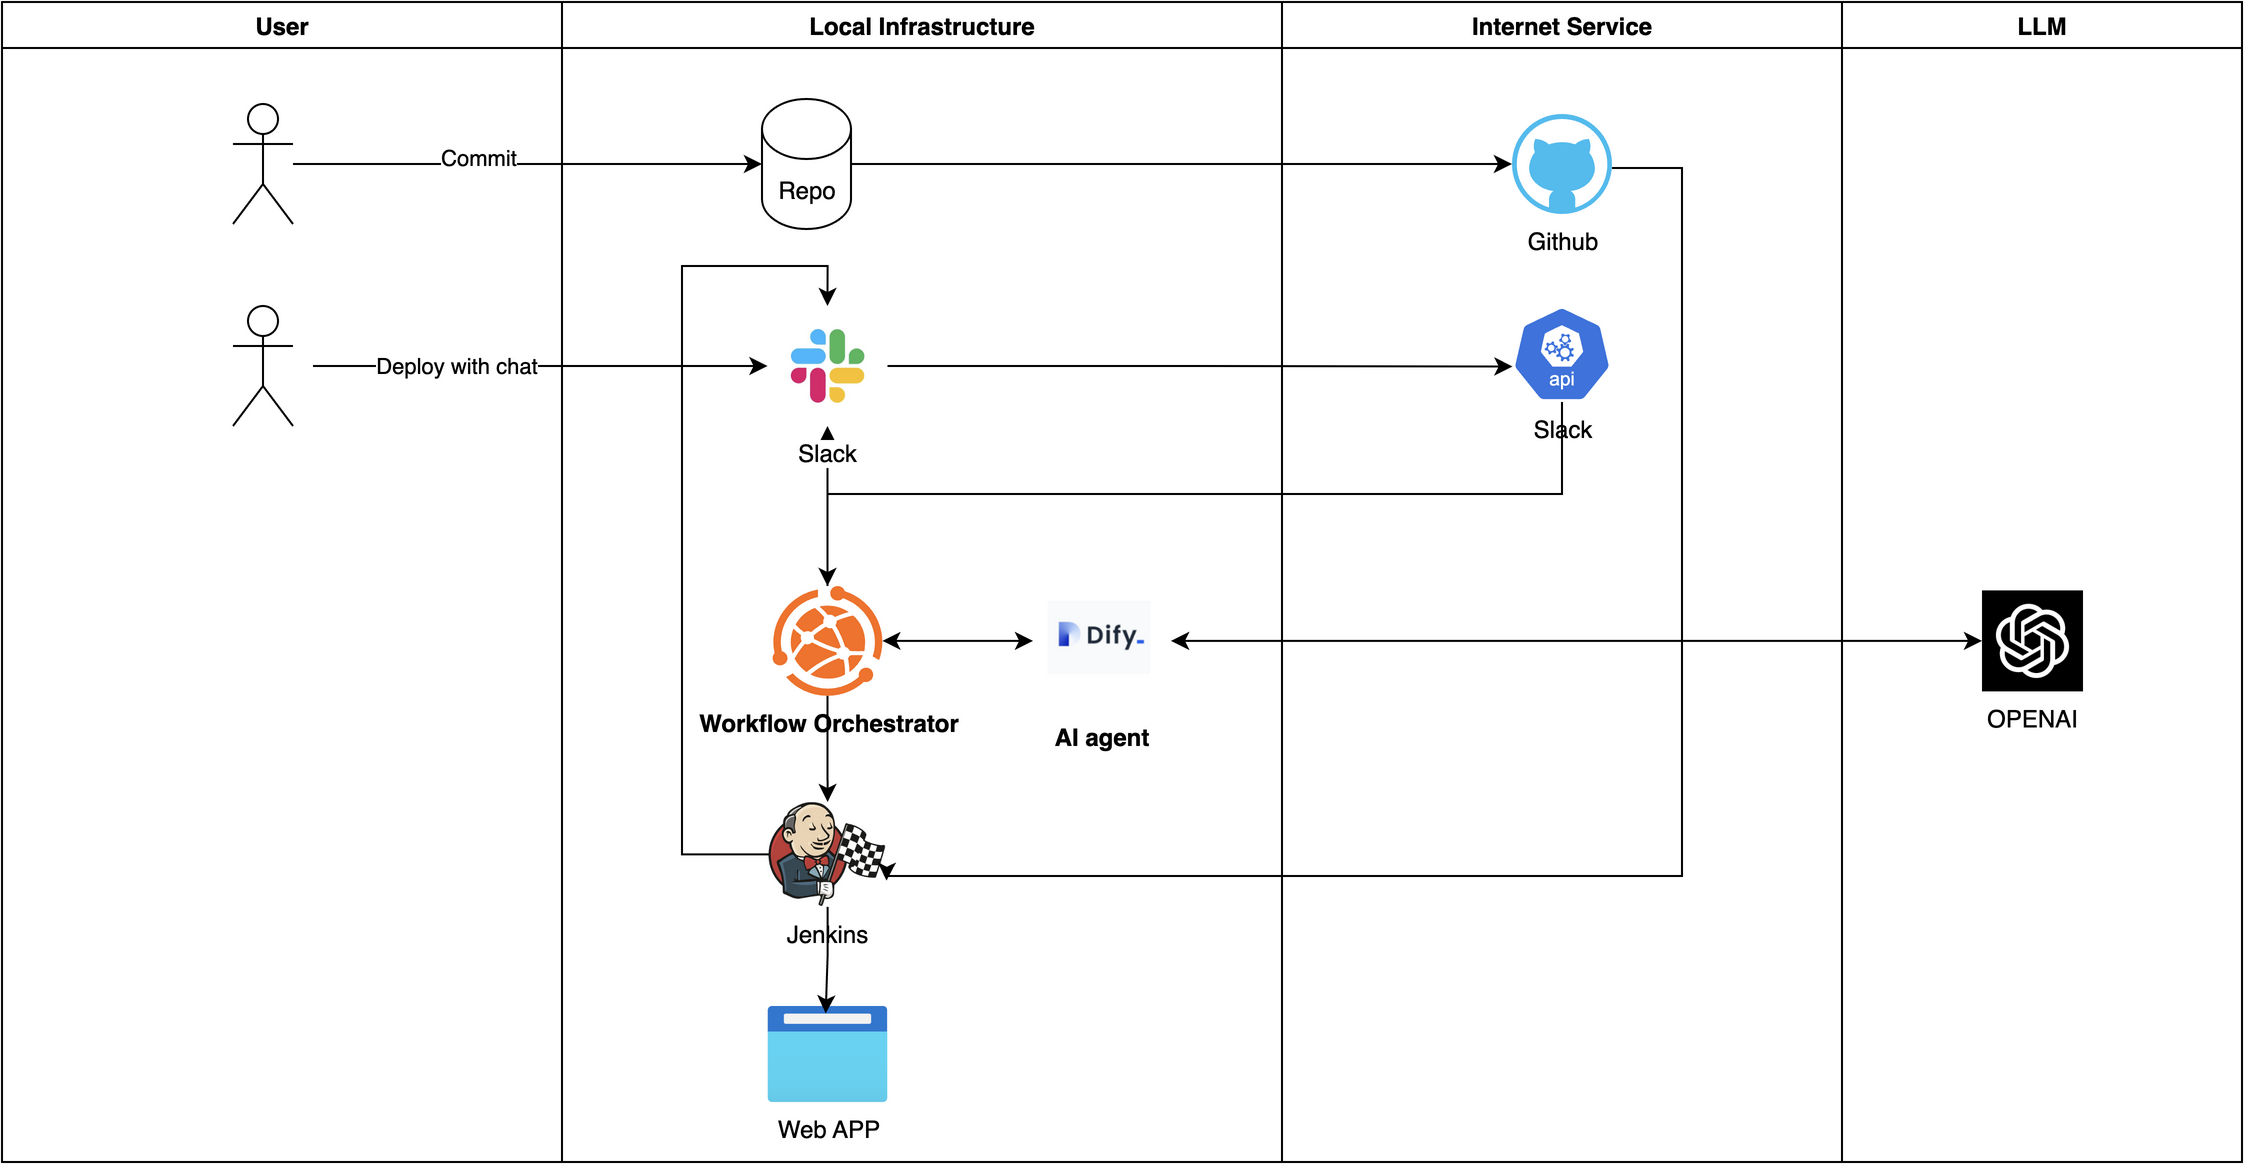 User
Local Infrastructure
Internet Service
LLM
Commit
Repo
Github
Deploy with chat
api
Slack
Slack
Dify_
Workflow Orchestrator
AI agent
OPENAI
Jenkins
Web APP